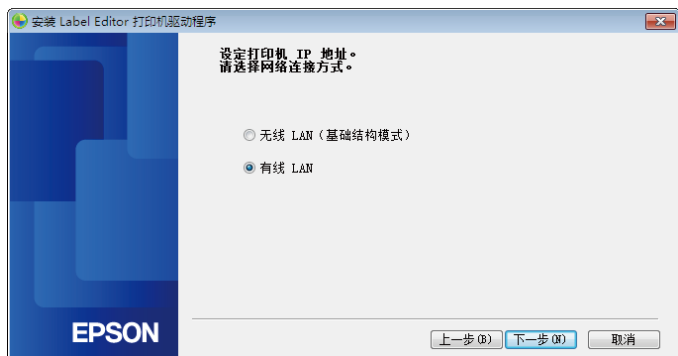 安装 Label Editor 打印机驱动程序
设定打印机 IP 地址。
请选择网络连接方式。
无线 LAN（基础结构模式）
有线 LAN
EPSON
上一步(B) 下一步(N) 取消